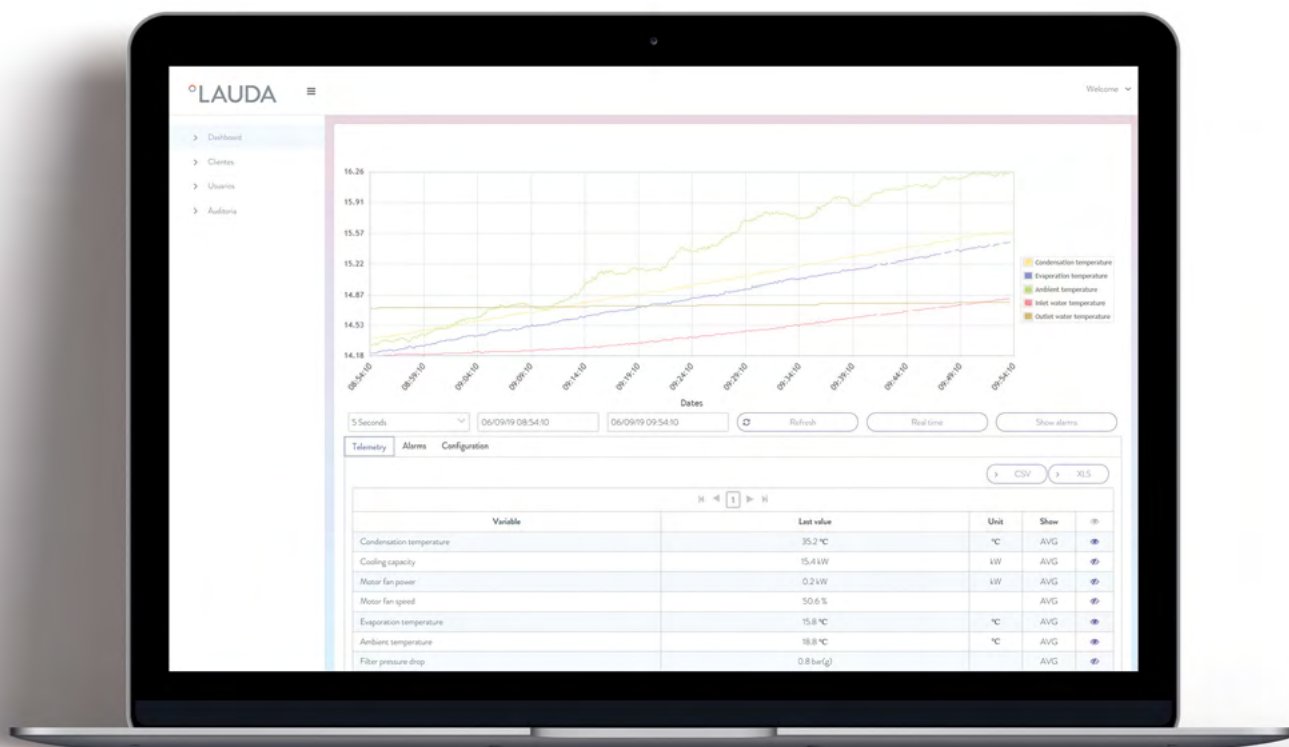 °LAUDA
Welcome
Dashboard
Clientes
Usuarios
Auditoria
16.26
15.91
15.57
15.22
14.87
14.53
14.18
08:54:10 08:59:10 09:04:10 09:09:10 09:14:10 09:19:10 09:24:10 09:29:10 09:34:10 09:39:10 09:44:10 09:49:10 09:54:10
Dates
Condensation temperature
Evaporation temperature
Ambient temperature
Inlet water temperature
Outlet water temperature
5 Seconds 06/09/19 08:54:10 06/09/19 09:54:10 Refresh Real time Show alarms
Telemetry Alarms Configuration
CSV XLS
1
Variable Last value Unit Show
Condensation temperature 35.2 °C °C AVG
Cooling capacity 15.4 kW kW AVG
Motor fan power 0.2 kW kW AVG
Motor fan speed 50.6 % AVG
Evaporation temperature 15.8 °C °C AVG
Ambient temperature 18.8 °C °C AVG
Filter pressure drop 0.8 bar(g) AVG